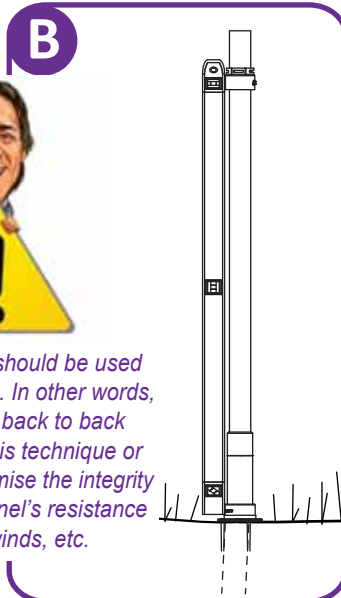 B
!
should be used
. In other words,
back to back
is technique or
mise the integrity
nel's resistance
winds, etc.